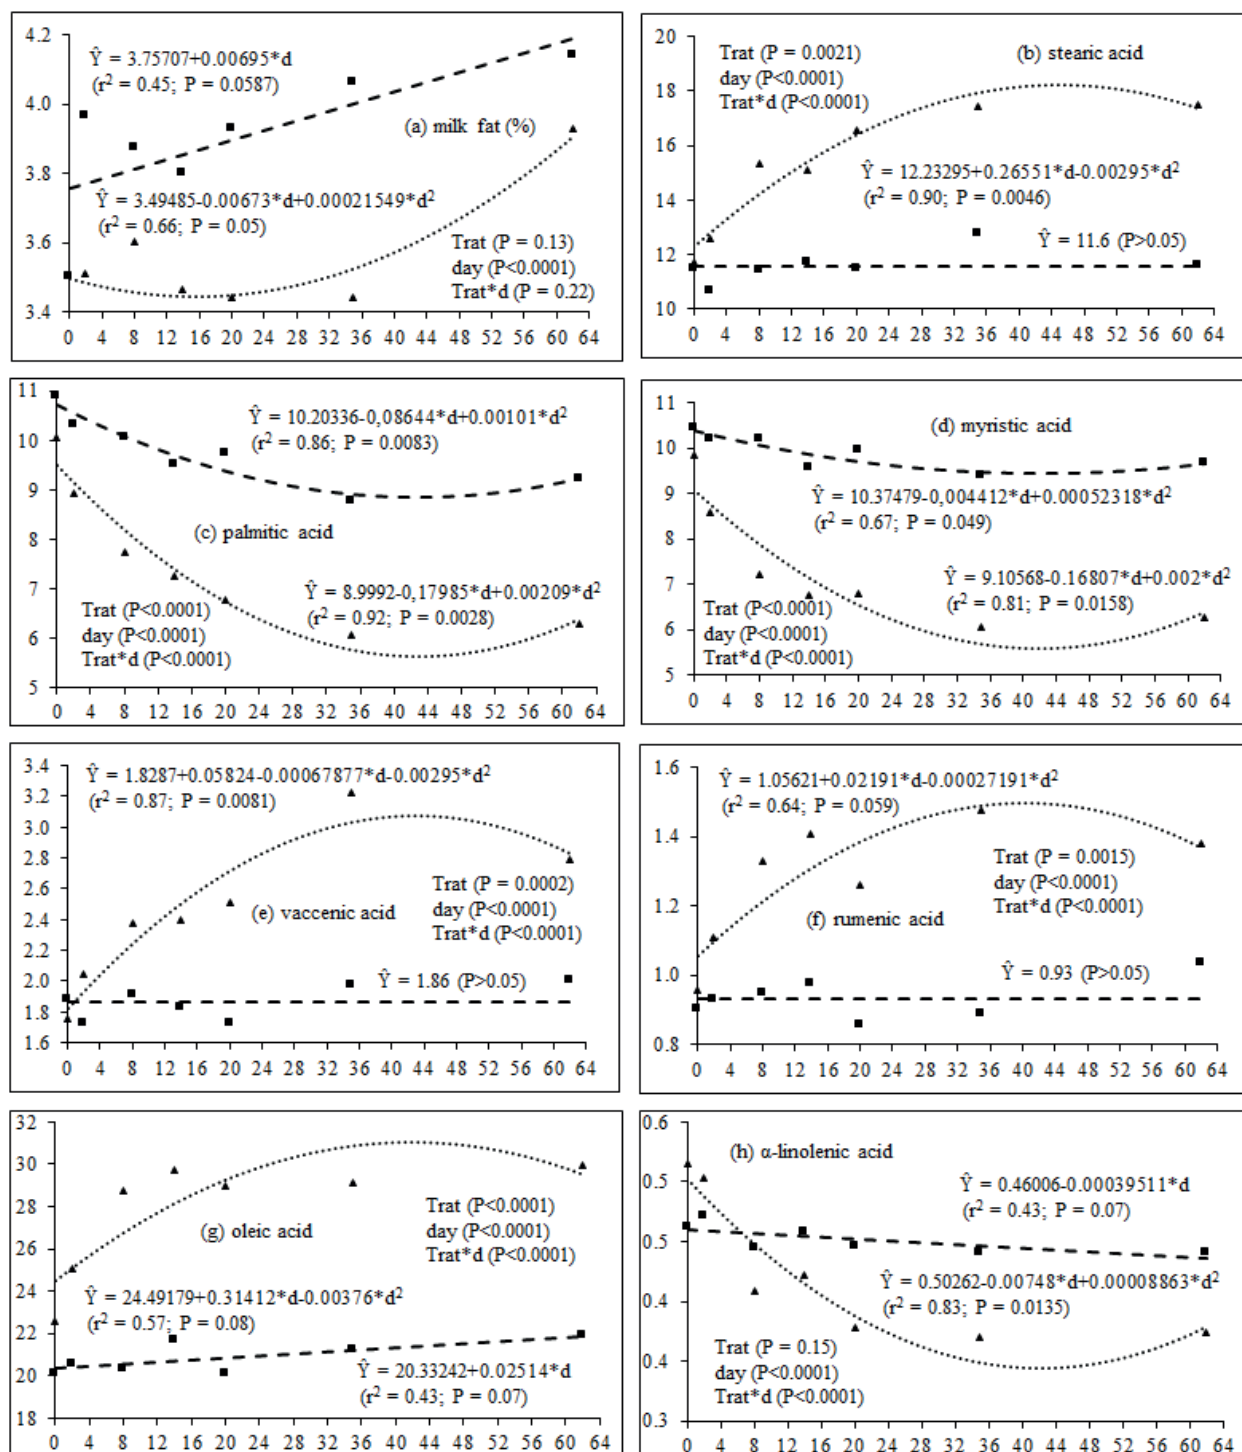 4.2
4.0
3.8
3.6
3.4
Ŷ = 3.75707+0.00695*d
(r² = 0.45; P = 0.0587)
(a) milk fat (%)
Ŷ = 3.49485-0.00673*d+0.00021549*d²
(r² = 0.66; P = 0.05)
Trat (P = 0.13)
day (P<0.0001)
Trat*d (P = 0.22)
0 4 8 12 16 20 24 28 32 36 40 44 48 52 56 60 64
20
18
16
14
12
10
Trat (P = 0.0021)
day (P<0.0001)
Trat*d (P<0.0001)
(b) stearic acid
Ŷ = 12.23295+0.26551*d-0.00295*d²
(r² = 0.90; P = 0.0046)
Ŷ = 11.6 (P>0.05)
0 4 8 12 16 20 24 28 32 36 40 44 48 52 56 60 64
11
10
9
8
7
6
5
Ŷ = 10.20336-0,08644*d+0.00101*d²
(r² = 0.86; P = 0.0083)
(c) palmitic acid
Ŷ = 8.9992-0,17985*d+0.00209*d²
(r² = 0.92; P = 0.0028)
Trat (P<0.0001)
day (P<0.0001)
Trat*d (P<0.0001)
0 4 8 12 16 20 24 28 32 36 40 44 48 52 56 60 64
11
10
9
8
7
6
5
(d) myristic acid
Ŷ = 10.37479-0,004412*d+0.00052318*d²
(r² = 0.67; P = 0.049)
Ŷ = 9.10568-0.16807*d+0.002*d²
(r² = 0.81; P = 0.0158)
Trat (P<0.0001)
day (P<0.0001)
Trat*d (P<0.0001)
0 4 8 12 16 20 24 28 32 36 40 44 48 52 56 60 64
3.4
3.2
3.0
2.8
2.6
2.4
2.2
2.0
1.8
1.6
Ŷ = 1.8287+0.05824-0.00067877*d-0.00295*d²
(r² = 0.87; P = 0.0081)
Trat (P = 0.0002)
day (P<0.0001)
Trat*d (P<0.0001)
(e) vaccenic acid
Ŷ = 1.86 (P>0.05)
0 4 8 12 16 20 24 28 32 36 40 44 48 52 56 60 64
1.6
1.4
1.2
1.0
0.8
Ŷ = 1.05621+0.02191*d-0.00027191*d²
(r² = 0.64; P = 0.059)
Trat (P = 0.0015)
day (P<0.0001)
Trat*d (P<0.0001)
(f) rumenic acid
Ŷ = 0.93 (P>0.05)
0 4 8 12 16 20 24 28 32 36 40 44 48 52 56 60 64
32
30
28
26
24
22
20
18
Trat (P<0.0001)
day (P<0.0001)
Trat*d (P<0.0001)
(g) oleic acid
Ŷ = 24.49179+0.31412*d-0.00376*d²
(r² = 0.57; P = 0.08)
Ŷ = 20.33242+0.02514*d
(r² = 0.43; P = 0.07)
0 4 8 12 16 20 24 28 32 36 40 44 48 52 56 60 64
0.6
0.5
0.5
0.4
0.4
0.3
(h) α-linolenic acid
Ŷ = 0.46006-0.00039511*d
(r² = 0.43; P = 0.07)
Ŷ = 0.50262-0.00748*d+0.00008863*d²
(r² = 0.83; P = 0.0135)
Trat (P = 0.15)
day (P<0.0001)
Trat*d (P<0.0001)
0 4 8 12 16 20 24 28 32 36 40 44 48 52 56 60 64